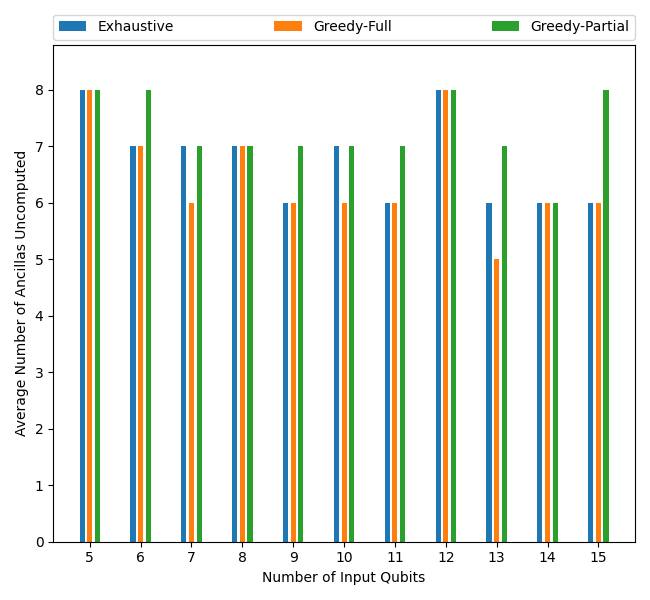 Exhaustive Greedy-Full Greedy-Partial
Average Number of Ancillas Uncomputed
8
7
6
5
4
3
2
1
0
5 6 7 8 9 10 11 12 13 14 15
Number of Input Qubits